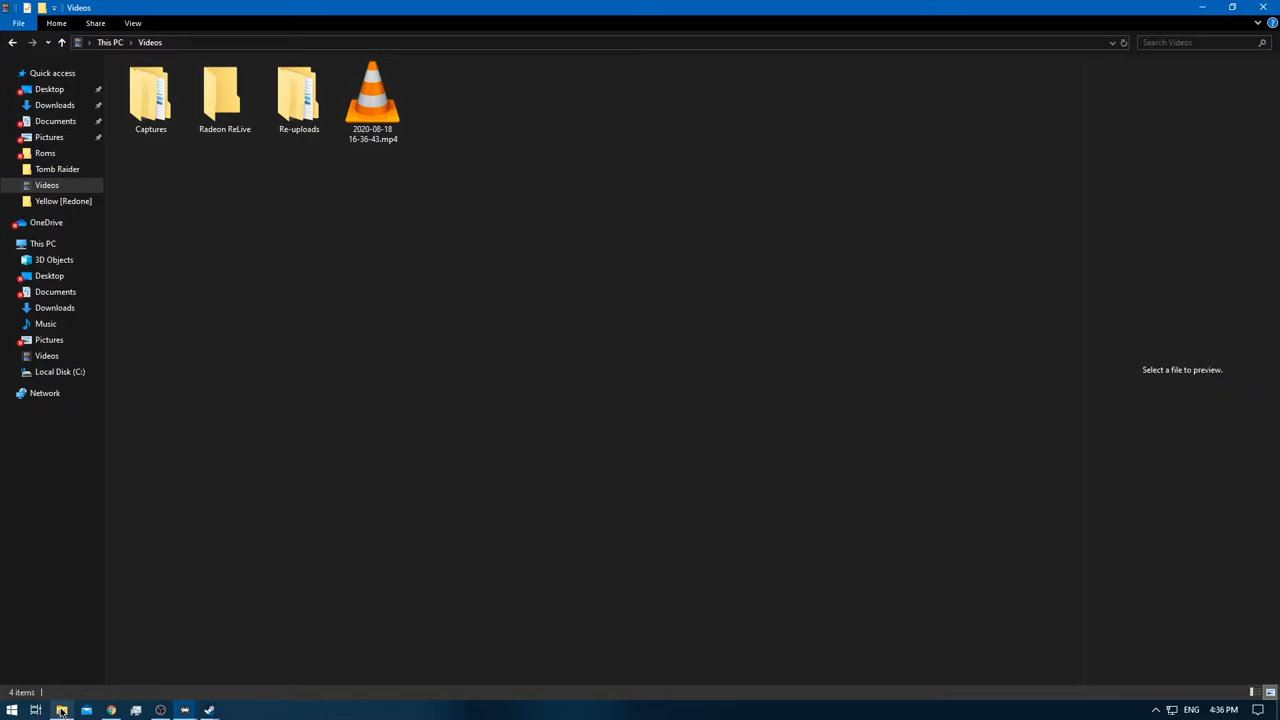 Videos
File Home Share View
This PC Videos Search Videos
Quick access
Desktop
Downloads
Documents
Pictures
Roms
Tomb Raider
Videos
Yellow [Redone]
OneDrive
This PC
3D Objects
Desktop
Documents
Downloads
Music
Pictures
Videos
Local Disk (C:)
Network
Captures
Radeon ReLive
Re-uploads
2020-08-18
16-36-43.mp4
Select a file to preview.
4 items
ENG 4:36 PM